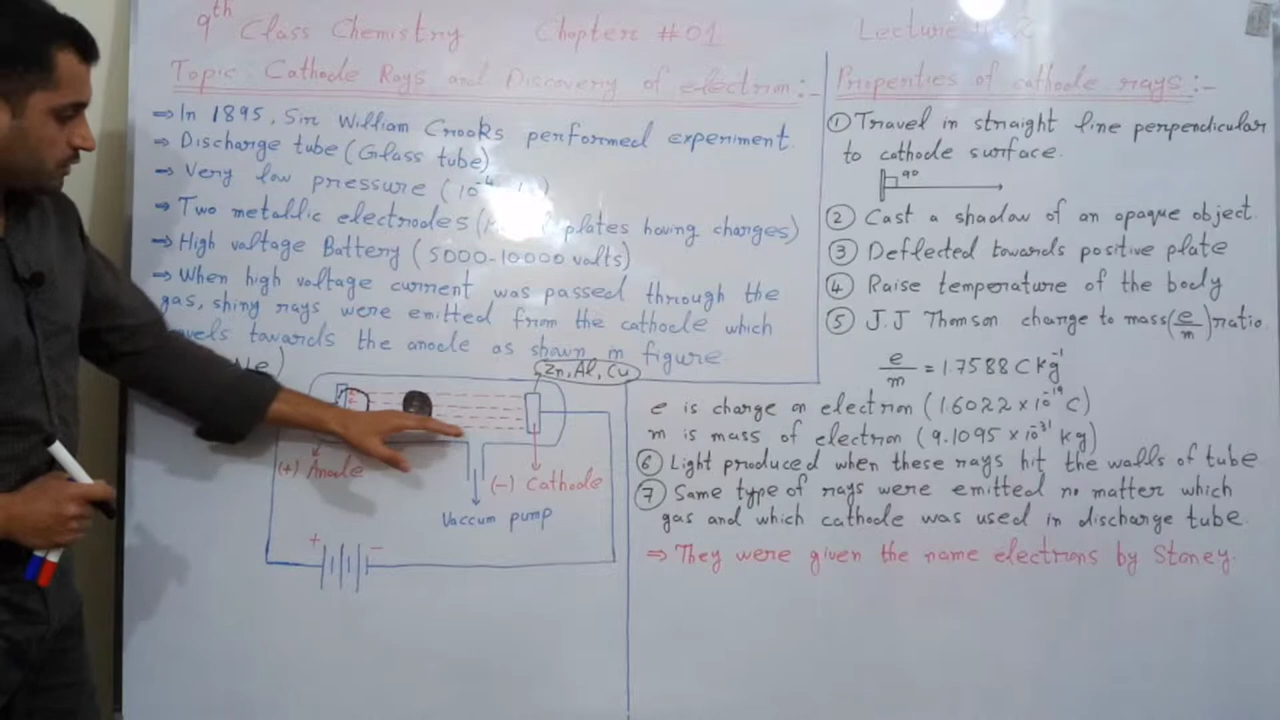 9th Class Chemistry Chapter #01 Lecture # 2
Topic: Cathode Rays and Discovery of electron:-
⇒ In 1895, Sir William Crooks performed experiment
⇒ Discharge tube (Glass tube)
⇒ Very low pressure (10⁻⁴
⇒ Two metallic electrodes ( plates having charges)
⇒ High voltage Battery (5000-10000 volts)
⇒ When high voltage current was passed through the
gas, shiny rays were emitted from the cathode which
towards the anode as shown in figure
Ne)
Zn, Al, Cu
(+) Anode
(-) Cathode
Vaccum pump
+ −
Properties of cathode rays:-
① Travel in straight line perpendicular
to cathode surface.
90
② Cast a shadow of an opaque object.
③ Deflected towards positive plate
④ Raise temperature of the body
⑤ J.J Thomson change to mass (e/m) ratio
e/m = 1.7588 C kg⁻¹
e is charge on electron (1.6022 × 10⁻¹⁹ C)
m is mass of electron (9.1095 × 10⁻³¹ kg)
⑥ Light produced when these rays hit the walls of tube
⑦ Same type of rays were emitted no matter which
gas and which cathode was used in discharge tube.
⇒ They were given the name electrons by Stoney.